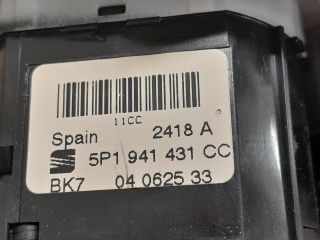 11CC
Spain 2418 A
5P1 941 431 CC
BK7 04 0625 33